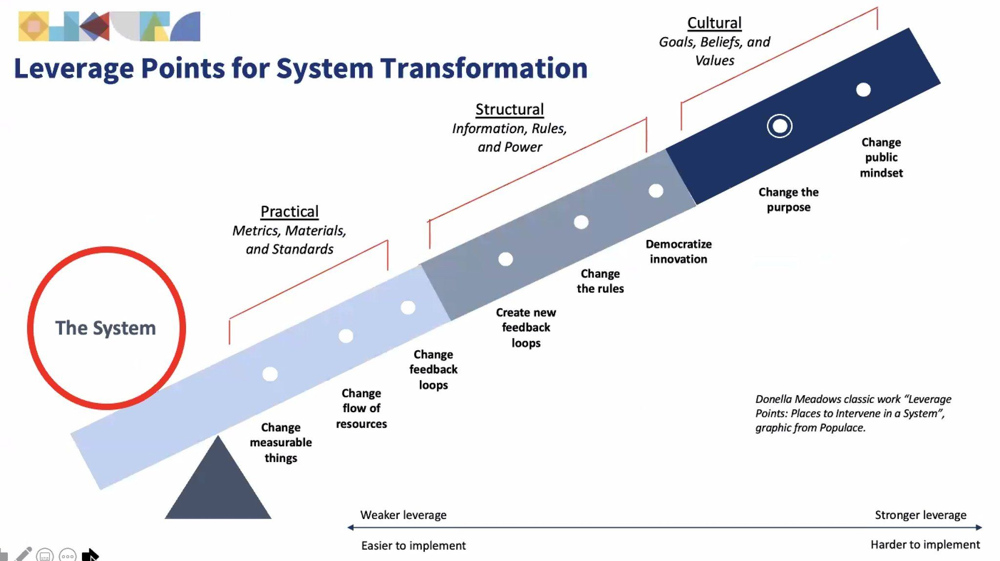 Leverage Points for System Transformation
Cultural
Goals, Beliefs, and
Values
Structural
Information, Rules,
and Power
Practical
Metrics, Materials,
and Standards
The System
Change
measurable
things
Change
flow of
resources
Change
feedback
loops
Create new
feedback
loops
Change
the rules
Democratize
innovation
Change the
purpose
Change
public
mindset
Donella Meadows classic work “Leverage
Points: Places to Intervene in a System”,
graphic from Populace.
Weaker leverage
Stronger leverage
Easier to implement
Harder to implement